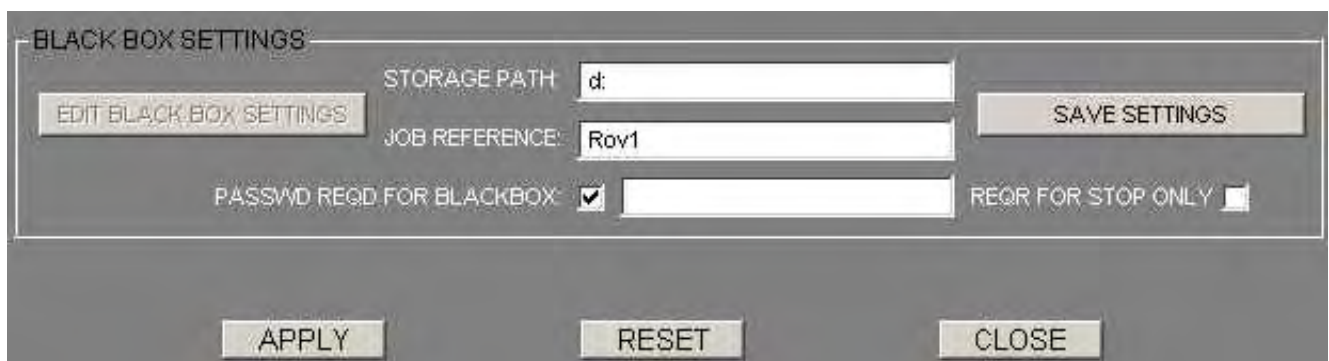 BLACK BOX SETTINGS
STORAGE PATH: d:
EDIT BLACK BOX SETTINGS
SAVE SETTINGS
JOB REFERENCE: Rov1
PASSWD REQD FOR BLACKBOX: REQR FOR STOP ONLY
APPLY RESET CLOSE